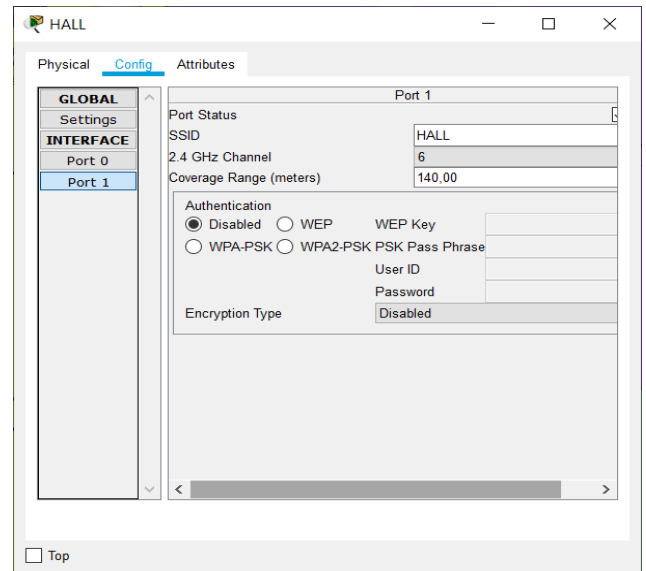 HALL
Physical Config Attributes
GLOBAL
Settings
INTERFACE
Port 0
Port 1
Port 1
Port Status
SSID HALL
2.4 GHz Channel 6
Coverage Range (meters) 140,00
Authentication
Disabled WEP WEP Key
WPA-PSK WPA2-PSK PSK Pass Phrase
User ID
Password
Encryption Type Disabled
Top